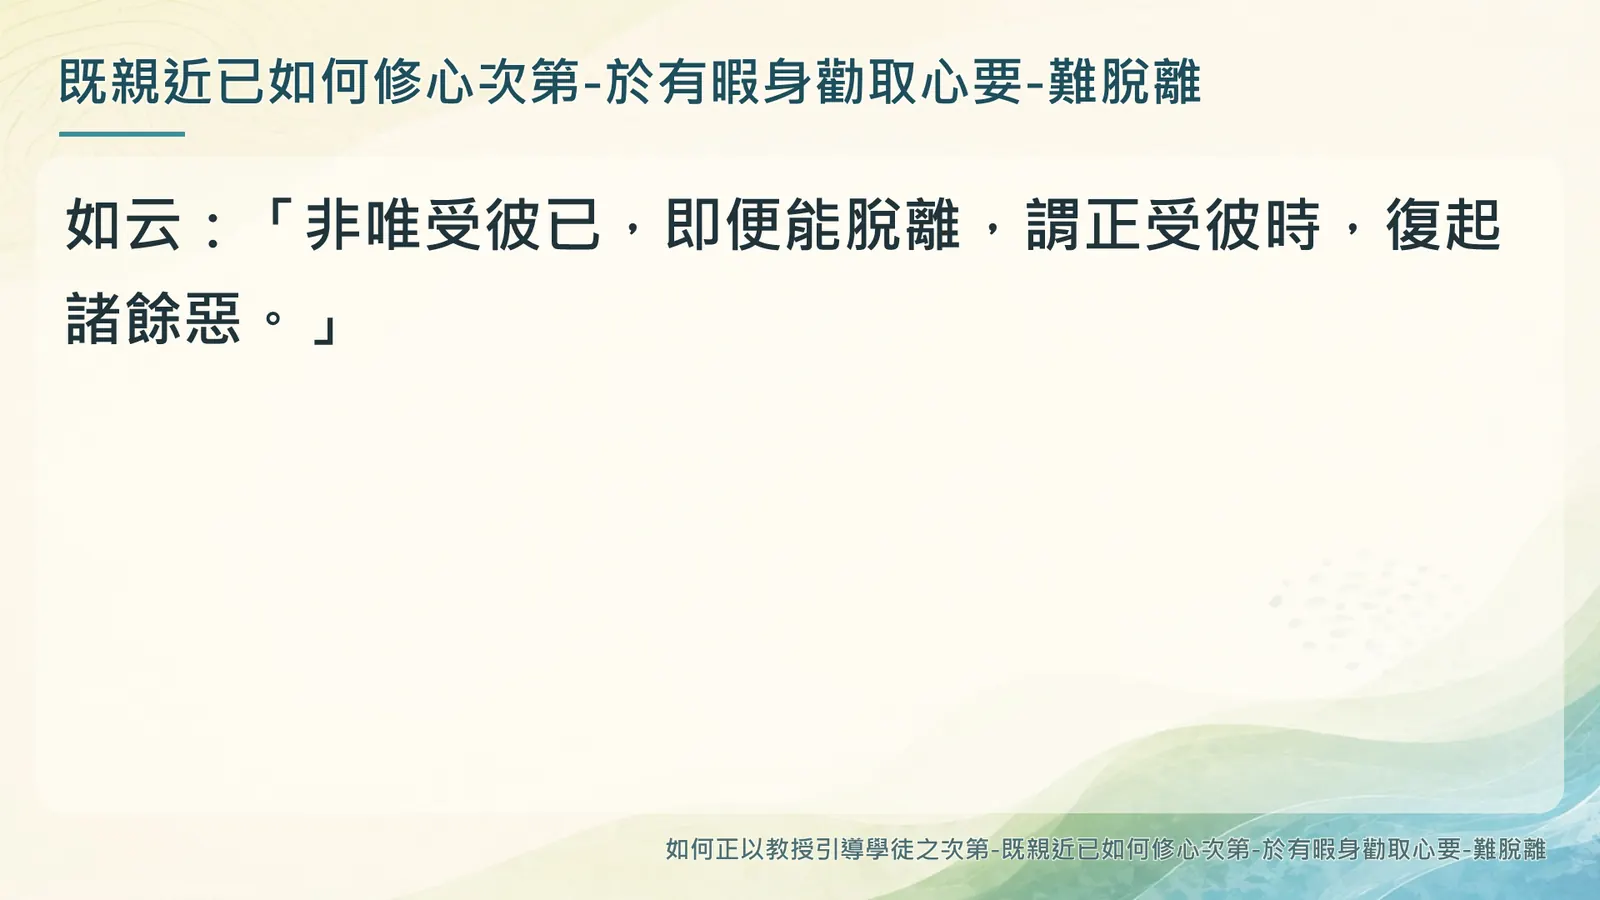 既親近已如何修心次第-於有暇身勸取心要-難脫離
如云：「非唯受彼已，即便能脫離，謂正受彼時，復起
諸餘惡。」
如何正以教授引導學徒之次第-既親近已如何修心次第-於有暇身勸取心要-難脫離